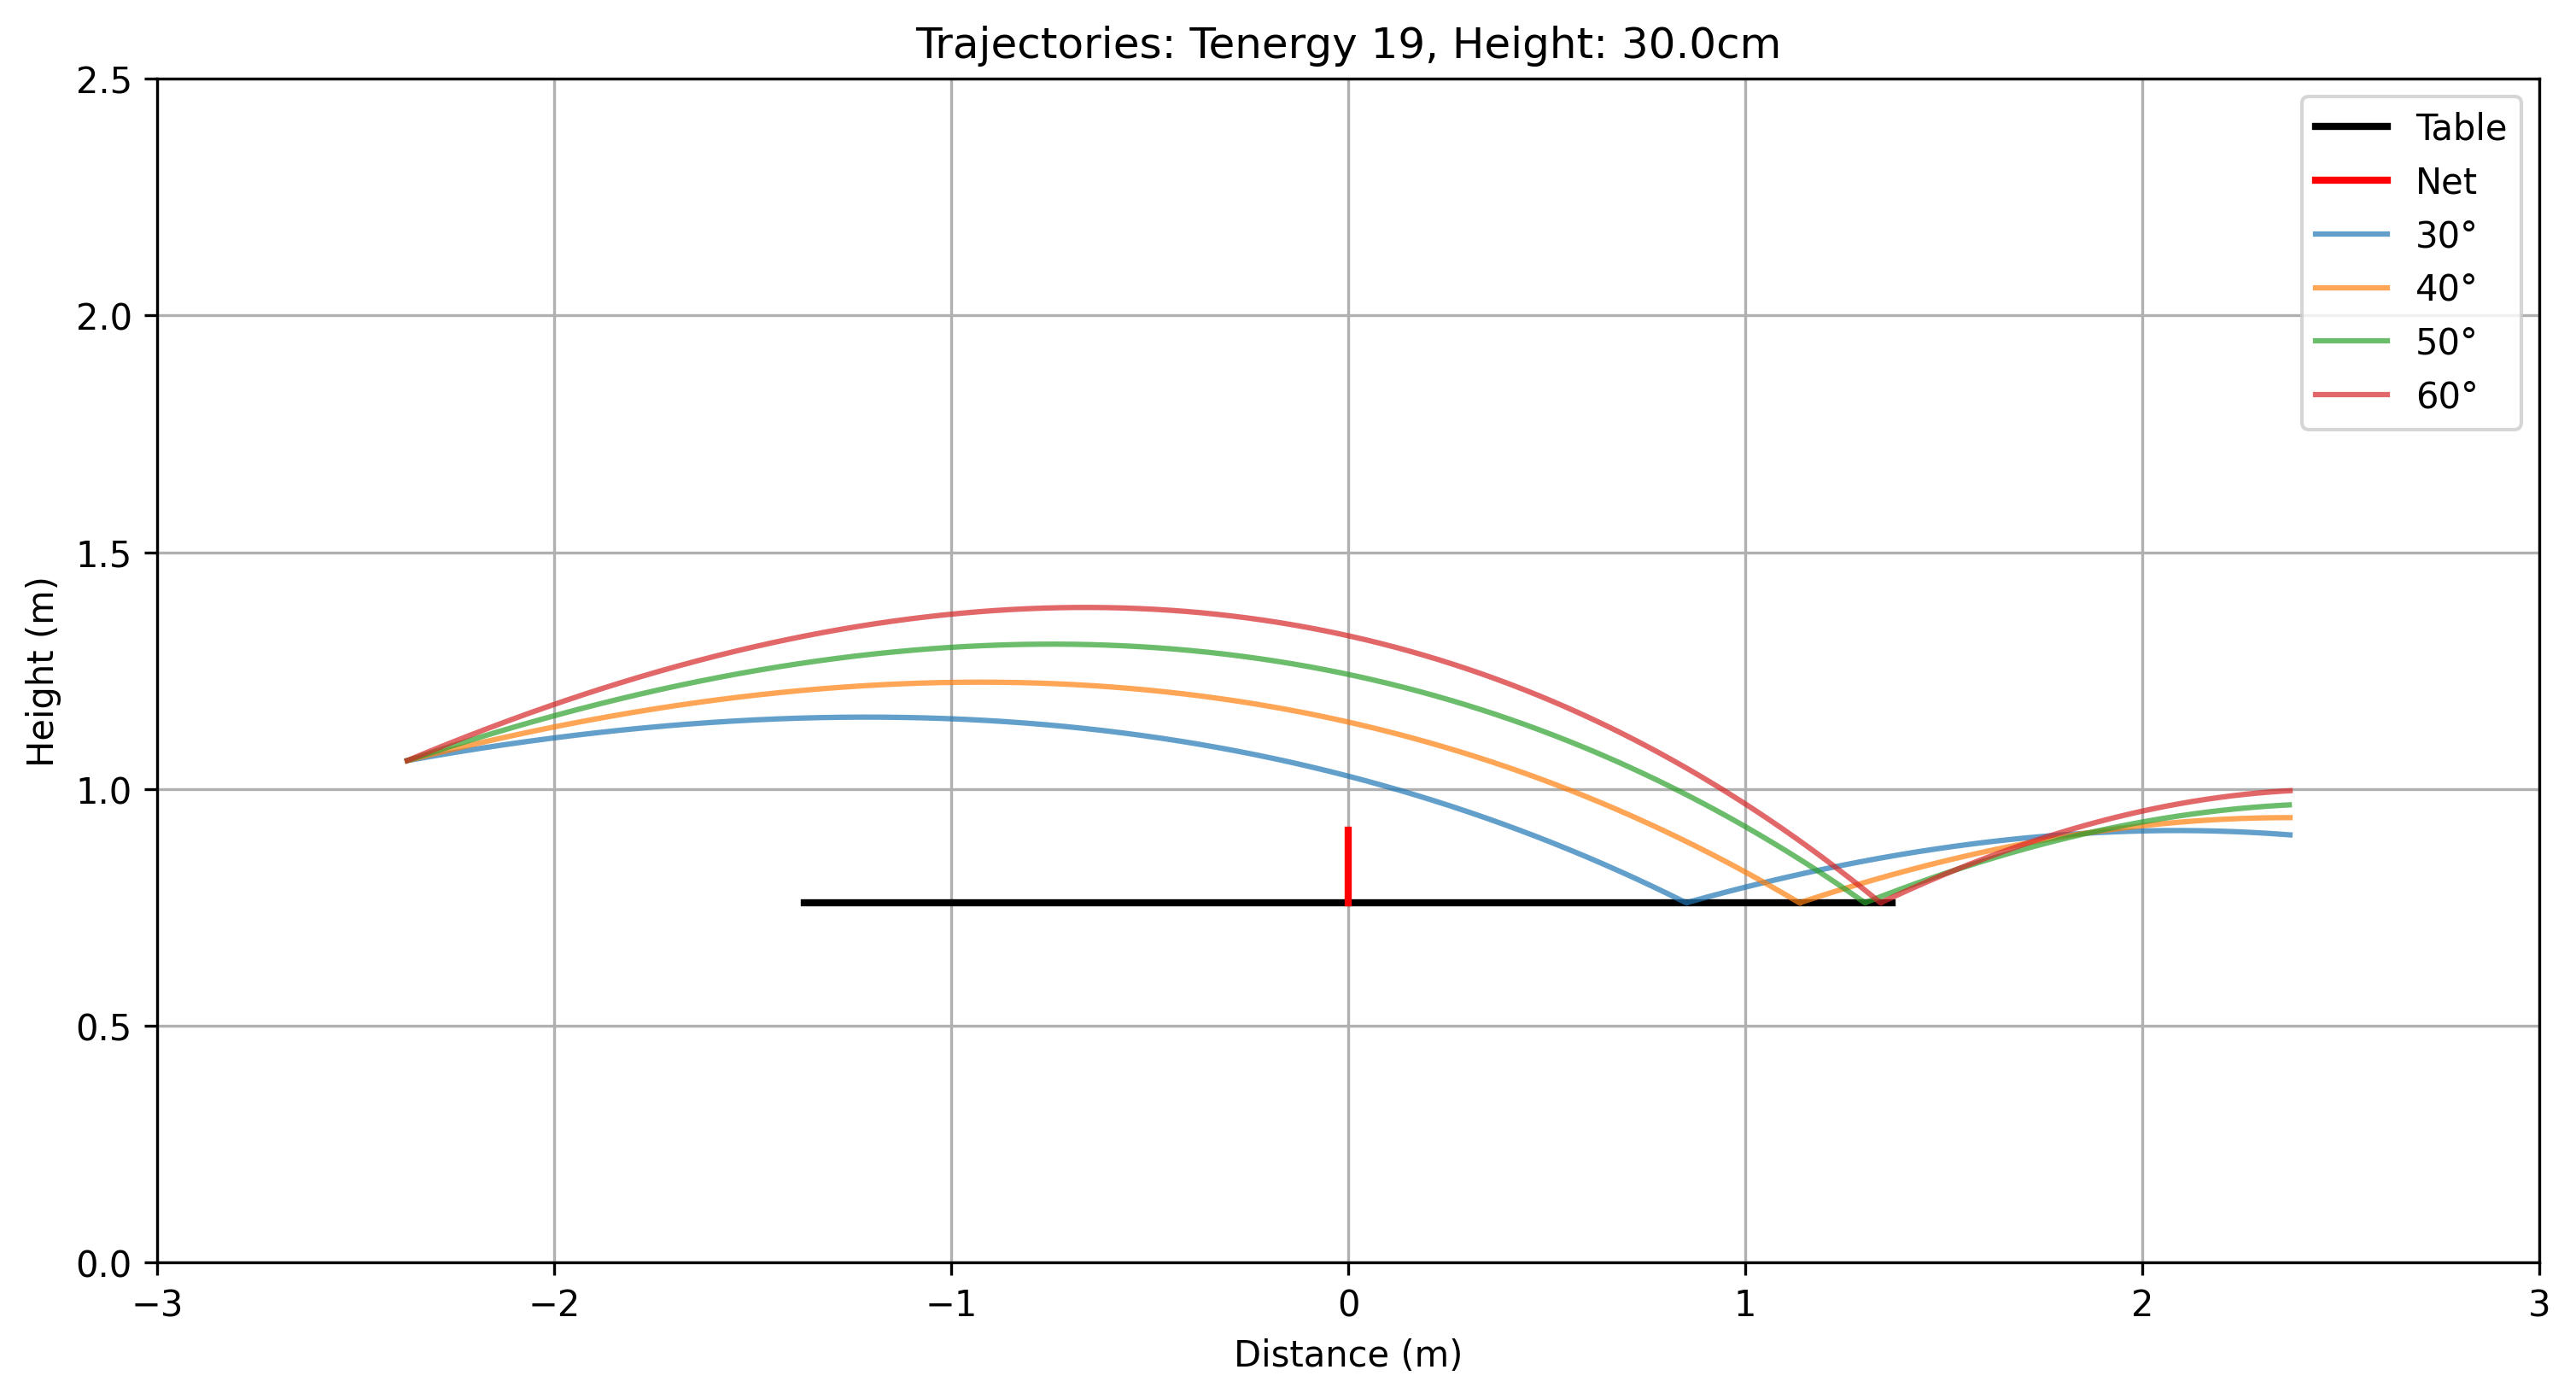 Trajectories: Tenergy 19, Height: 30.0cm
2.5
2.0
1.5
1.0
0.5
0.0
Height (m)
Table
Net
30°
40°
50°
60°
−3 −2 −1 0 1 2 3
Distance (m)